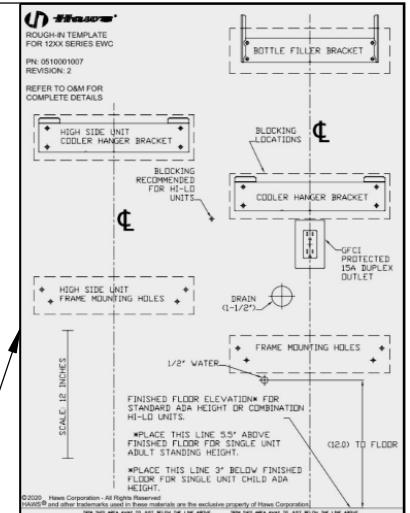 Haws®
ROUGH-IN TEMPLATE
FOR 12XX SERIES EWC
PN: 0510001007
REVISION: 2
REFER TO O&M FOR
COMPLETE DETAILS
BOTTLE FILLER BRACKET
HIGH SIDE UNIT
COOLER HANGER BRACKET
BLOCKING
LOCATIONS
℄
BLOCKING
RECOMMENDED
FOR HI-LO
UNITS
COOLER HANGER BRACKET
℄
GFCI
PROTECTED
15A DUPLEX
OUTLET
HIGH SIDE UNIT
FRAME MOUNTING HOLES
DRAIN
(1-1/2")
FRAME MOUNTING HOLES
SCALE: 12 INCHES
1/2" WATER
FINISHED FLOOR ELEVATION* FOR
STANDARD ADA HEIGHT OR COMBINATION
HI-LO UNITS.
*PLACE THIS LINE 5.5" ABOVE
FINISHED FLOOR FOR SINGLE UNIT
ADULT STANDING HEIGHT.
*PLACE THIS LINE 3" BELOW FINISHED
FLOOR FOR SINGLE UNIT CHILD ADA
HEIGHT.
(12.0) TO FLOOR
©2020 Haws Corporation - All Rights Reserved
HAWS® and other trademarks used in these materials are the exclusive property of Haws Corporation